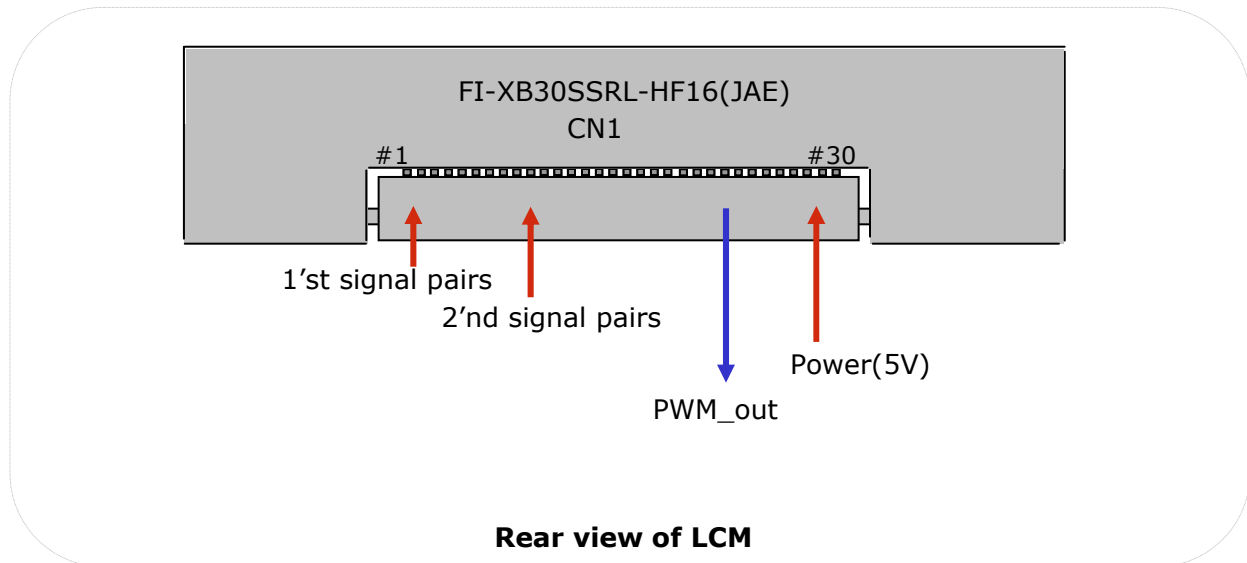 FI-XB30SSRL-HF16(JAE)
CN1
#1
#30
1’st signal pairs
2’nd signal pairs
Power(5V)
PWM_out
Rear view of LCM